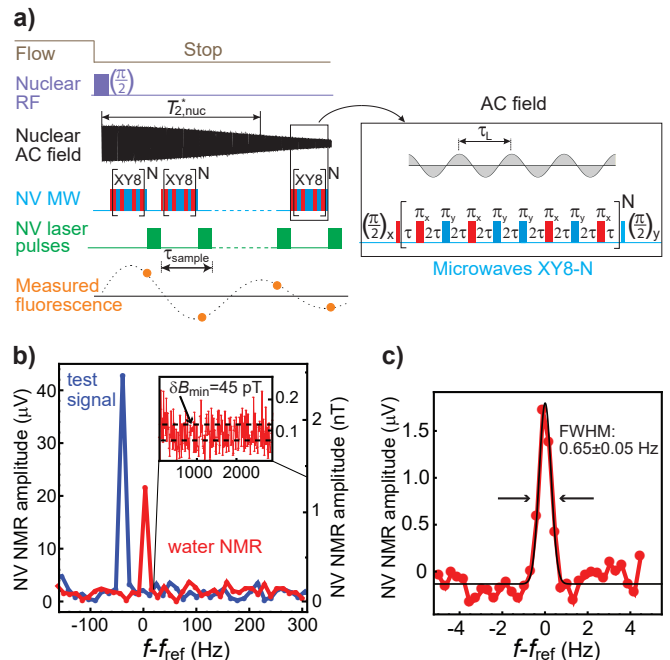 a)
Flow
Stop
Nuclear
RF
(π/2)
T*2,nuc
Nuclear
AC field
NV MW
[XY8]N [XY8]N [XY8]N
NV laser
pulses
τsample
Measured
fluorescence
AC field
τL
πx πy πx πy πy πx πy πx N
(π/2)x [τ 2τ 2τ 2τ 2τ 2τ 2τ 2τ τ] (π/2)y
Microwaves XY8-N
b)
test
signal
δBmin=45 pT
0.2
0.1
1000 2000
water NMR
NV NMR amplitude (μV)
40
30
20
10
0
NV NMR amplitude (nT)
2
1
0
-100 0 100 200 300
f-fref (Hz)
c)
FWHM:
0.65±0.05 Hz
NV NMR amplitude (μV)
1.5
1.0
0.5
0
-4 -2 0 2 4
f-fref (Hz)